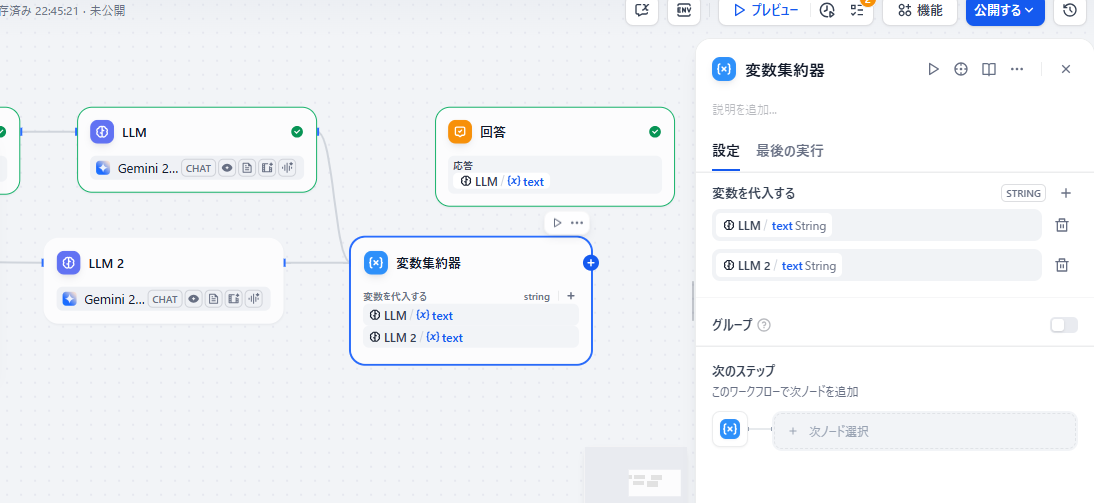 存済み 22:45:21 · 未公開
ENV
プレビュー
2
機能
公開する
LLM
Gemini 2...
CHAT
回答
応答
LLM / {x} text
LLM 2
Gemini 2...
CHAT
変数集約器
変数を代入する string +
LLM / {x} text
LLM 2 / {x} text
{x} 変数集約器
説明を追加...
設定 最後の実行
変数を代入する STRING +
LLM / text String
LLM 2 / text String
グループ ?
次のステップ
このワークフローで次ノードを追加
{x} + 次ノード選択